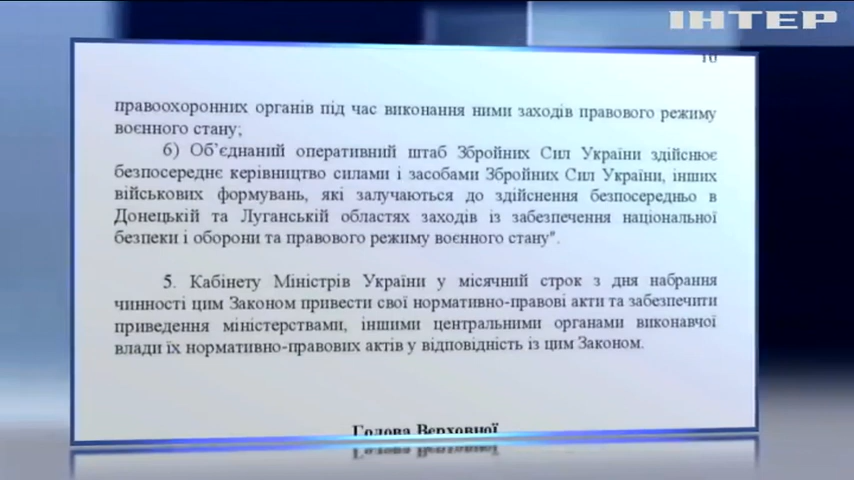 ІНТЕР
10
правоохоронних органів під час виконання ними заходів правового режиму
воєнного стану;
6) Об’єднаний оперативний штаб Збройних Сил України здійснює
безпосереднє керівництво силами і засобами Збройних Сил України, інших
військових формувань, які залучаються до здійснення безпосередньо в
Донецькій та Луганській областях заходів із забезпечення національної
безпеки і оборони та правового режиму воєнного стану".
5. Кабінету Міністрів України у місячний строк з дня набрання
чинності цим Законом привести свої нормативно-правові акти та забезпечити
приведення міністерствами, іншими центральними органами виконавчої
влади їх нормативно-правових актів у відповідність із цим Законом.
Голова Верховної